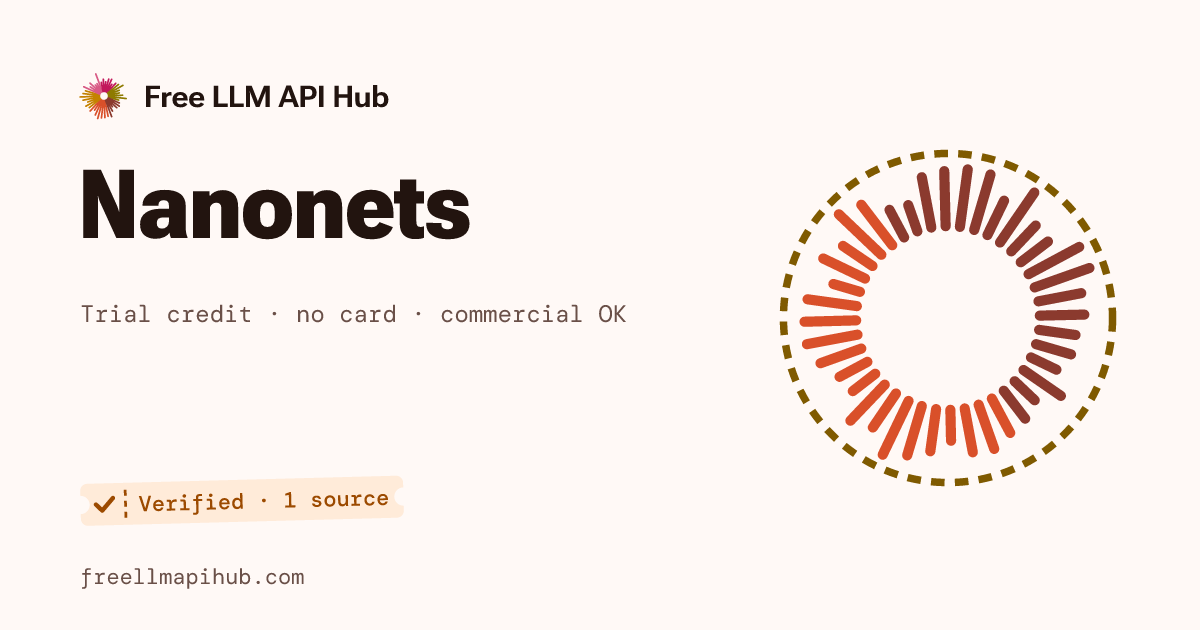 Free LLM API Hub
Nanonets
Trial credit · no card · commercial OK
Verified · 1 source
freellmapihub.com